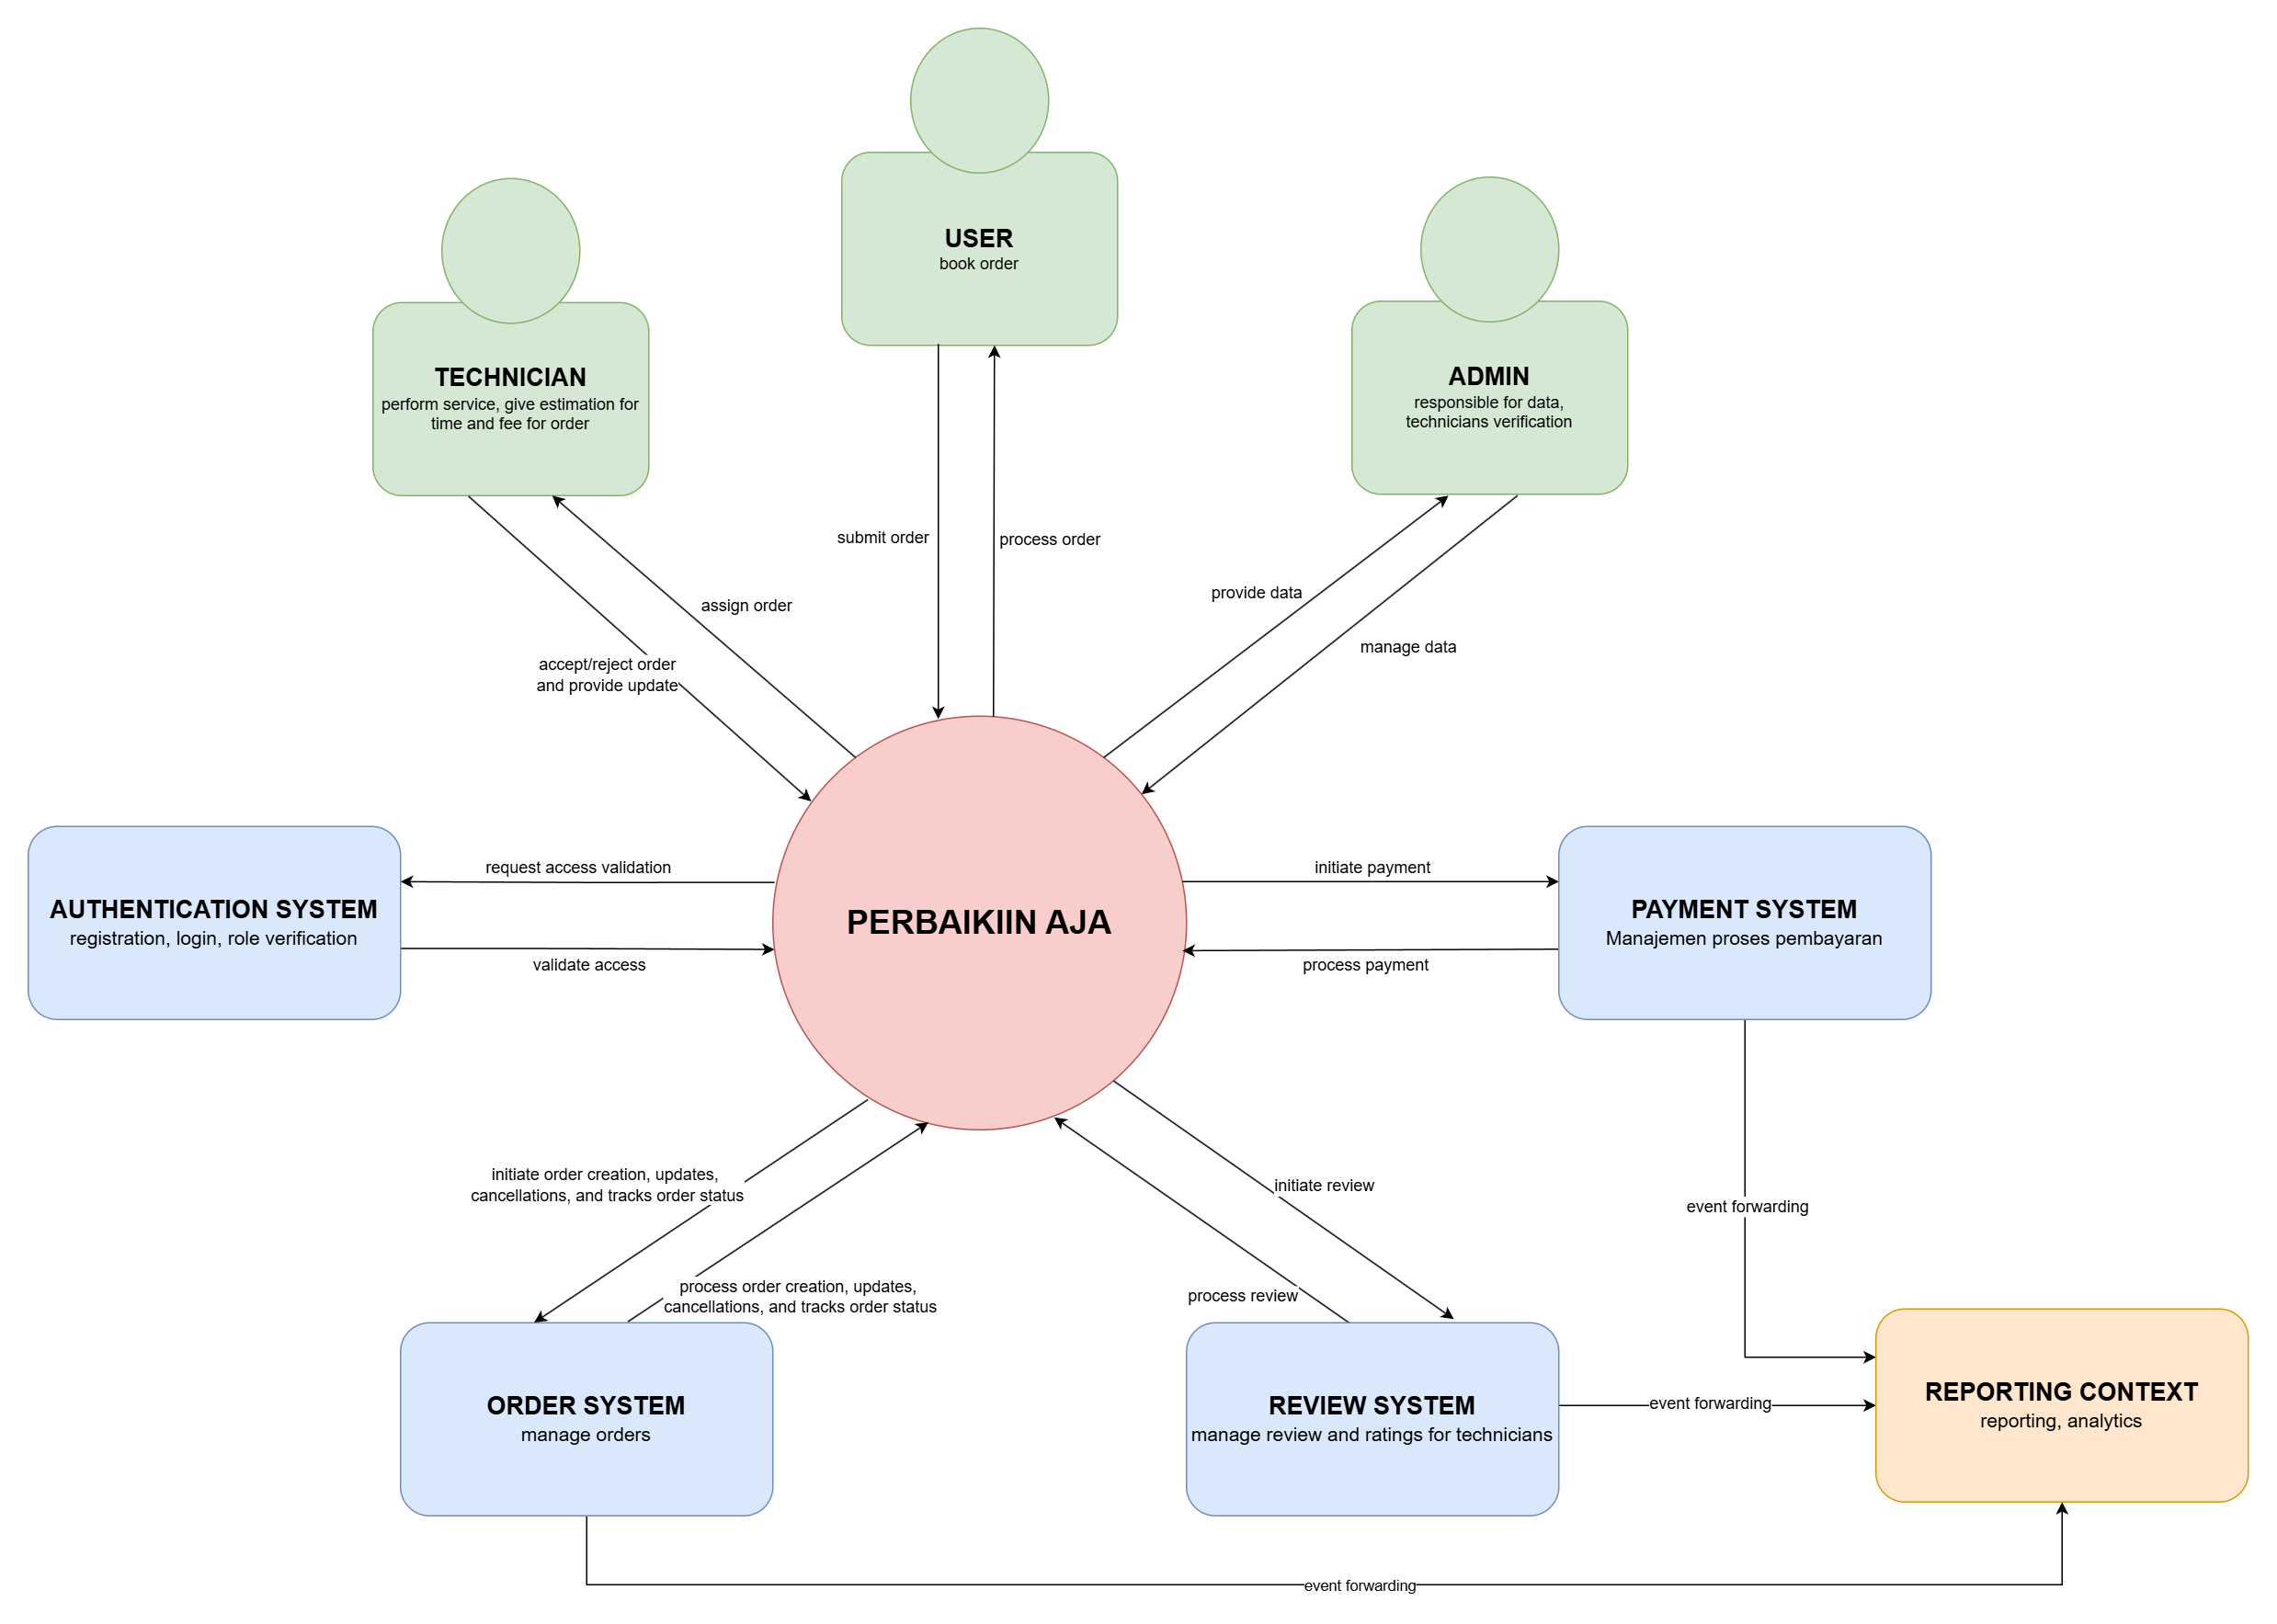 USER
book order
TECHNICIAN
perform service, give estimation for
time and fee for order
ADMIN
responsible for data,
technicians verification
submit order
process order
provide data
assign order
manage data
accept/reject order
and provide update
request access validation
initiate payment
AUTHENTICATION SYSTEM
registration, login, role verification
PERBAIKIIN AJA
PAYMENT SYSTEM
Manajemen proses pembayaran
validate access
process payment
initiate order creation, updates,
cancellations, and tracks order status
initiate review
event forwarding
process order creation, updates,
cancellations, and tracks order status
process review
ORDER SYSTEM
manage orders
REVIEW SYSTEM
manage review and ratings for technicians
event forwarding
REPORTING CONTEXT
reporting, analytics
event forwarding